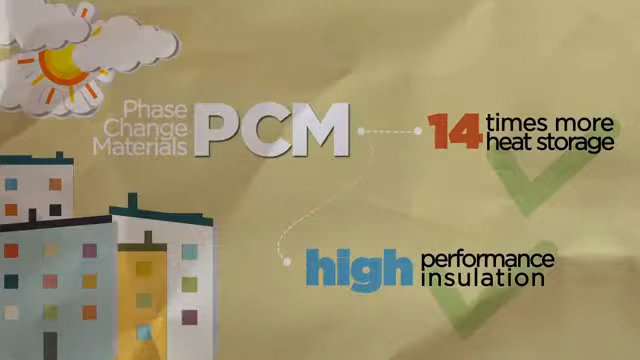 Phase
Change
Materials
PCM
14 times more
heat storage
high performance
insulation